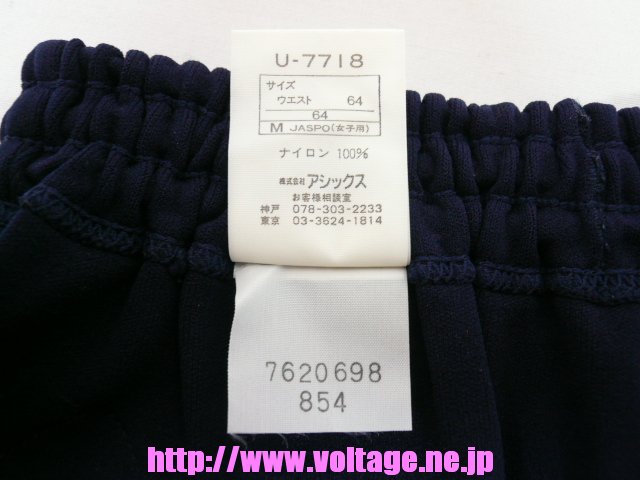 U-7718
サイズ
ウエスト 64
64
M JASPO(女子用)
ナイロン 100%
株式会社 アシックス
お客様相談室
神戸 078-303-2233
東京 03-3624-1814
7620698
854
http://www.voltage.ne.jp